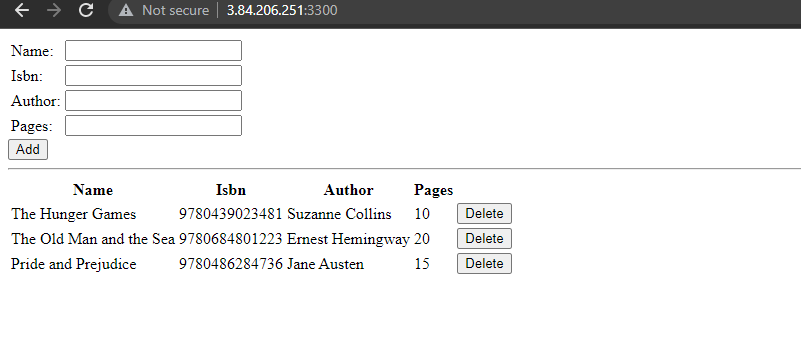 Not secure 3.84.206.251:3300
Name:
Isbn:
Author:
Pages:
Add
Name Isbn Author Pages
The Hunger Games 9780439023481 Suzanne Collins 10 Delete
The Old Man and the Sea 9780684801223 Ernest Hemingway 20 Delete
Pride and Prejudice 9780486284736 Jane Austen 15 Delete